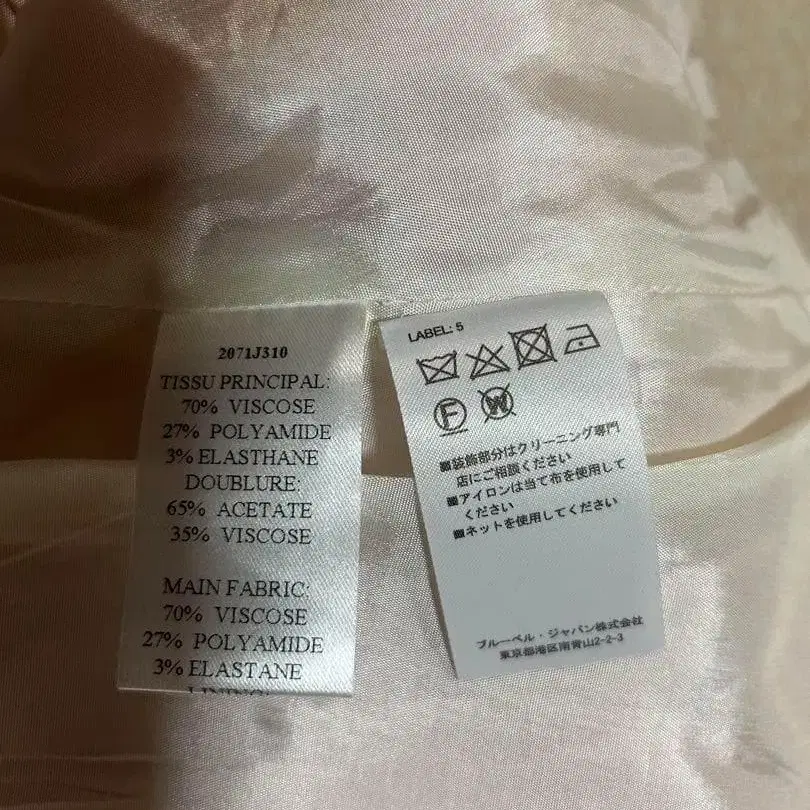 2071J310
TISSU PRINCIPAL:
70% VISCOSE
27% POLYAMIDE
3% ELASTHANE
DOUBLURE:
65% ACETATE
35% VISCOSE
MAIN FABRIC:
70% VISCOSE
27% POLYAMIDE
3% ELASTANE
LINING:
LABEL: 5
F W
■装飾部分はクリーニング専門
店にご相談ください
■アイロンは当て布を使用して
ください
■ネットを使用してください
ブルーベル・ジャパン株式会社
東京都港区南青山2-2-3